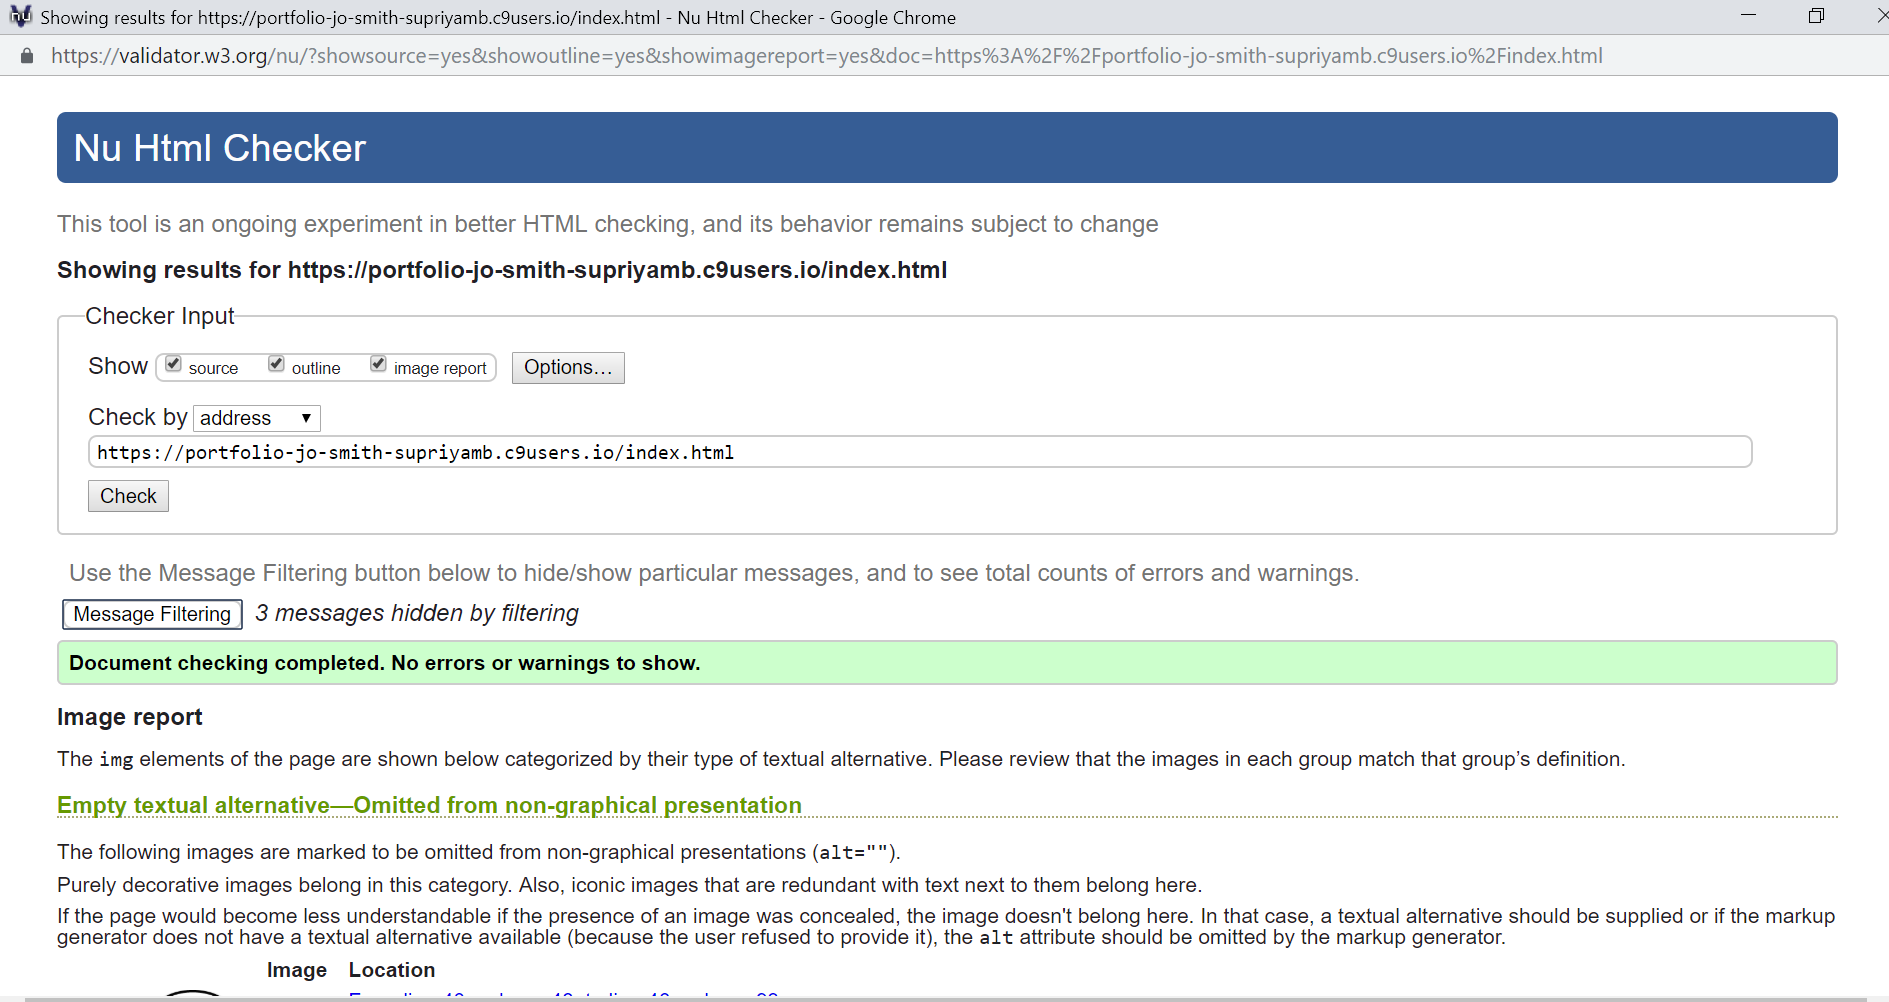 Showing results for https://portfolio-jo-smith-supriyamb.c9users.io/index.html - Nu Html Checker - Google Chrome
https://validator.w3.org/nu/?showsource=yes&showoutline=yes&showimagereport=yes&doc=https%3A%2F%2Fportfolio-jo-smith-supriyamb.c9users.io%2Findex.html
Nu Html Checker
This tool is an ongoing experiment in better HTML checking, and its behavior remains subject to change
Showing results for https://portfolio-jo-smith-supriyamb.c9users.io/index.html
Checker Input
Show source outline image report Options...
Check by address
https://portfolio-jo-smith-supriyamb.c9users.io/index.html
Check
Use the Message Filtering button below to hide/show particular messages, and to see total counts of errors and warnings.
Message Filtering 3 messages hidden by filtering
Document checking completed. No errors or warnings to show.
Image report
The img elements of the page are shown below categorized by their type of textual alternative. Please review that the images in each group match that group’s definition.
Empty textual alternative—Omitted from non-graphical presentation
The following images are marked to be omitted from non-graphical presentations (alt="").
Purely decorative images belong in this category. Also, iconic images that are redundant with text next to them belong here.
If the page would become less understandable if the presence of an image was concealed, the image doesn't belong here. In that case, a textual alternative should be supplied or if the markup
generator does not have a textual alternative available (because the user refused to provide it), the alt attribute should be omitted by the markup generator.
Image Location